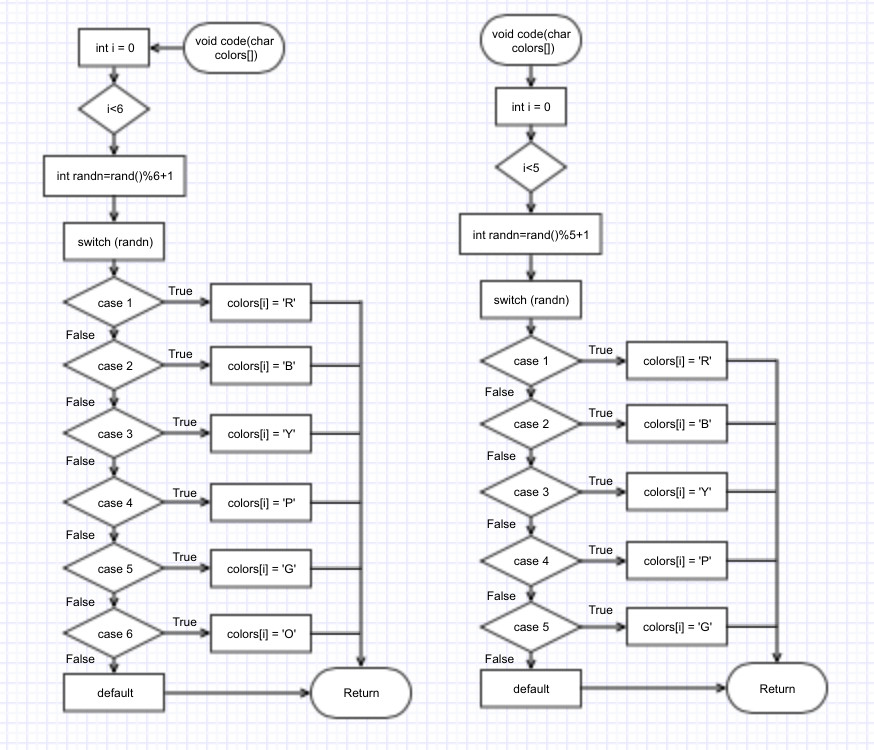 void code(char
colors[])
int i = 0
i<6
int randn=rand()%6+1
switch (randn)
case 1
True
colors[i] = 'R'
False
case 2
True
colors[i] = 'B'
False
case 3
True
colors[i] = 'Y'
False
case 4
True
colors[i] = 'P'
False
case 5
True
colors[i] = 'G'
False
case 6
True
colors[i] = 'O'
False
default
Return
void code(char
colors[])
int i = 0
i<5
int randn=rand()%5+1
switch (randn)
case 1
True
colors[i] = 'R'
False
case 2
True
colors[i] = 'B'
False
case 3
True
colors[i] = 'Y'
False
case 4
True
colors[i] = 'P'
False
case 5
True
colors[i] = 'G'
False
default
Return